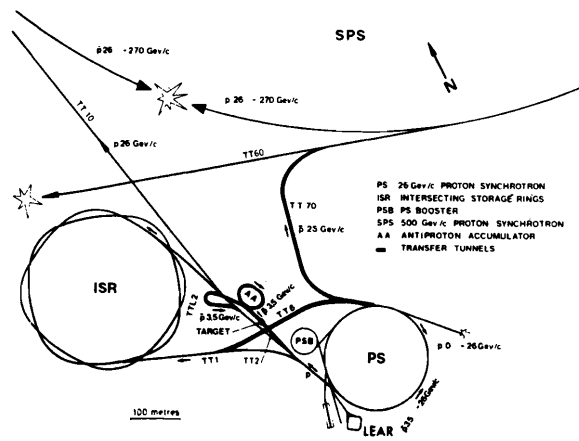 SPS
p̄ 26 - 270 Gev/c
p 26 - 270 Gev/c
N
TT 10
p 26 Gev/c
TT60
PS 26 Gev/c PROTON SYNCHROTRON
ISR INTERSECTING STORAGE RINGS
PSB PS BOOSTER
SPS 500 Gev/c PROTON SYNCHROTRON
AA ANTIPROTON ACCUMULATOR
TRANSFER TUNNELS
TT 70
p̄ 25 Gev/c
ISR
TTL2
AA
p̄ 3.5 Gev/c
p̄ 3,5 Gev/c
TARGET
TT6
PSB
PS
p 0 - 26 Gev/c
TT1
TT2
p
p̄ 3.5 - 26 Gev/c
100 metres
LEAR